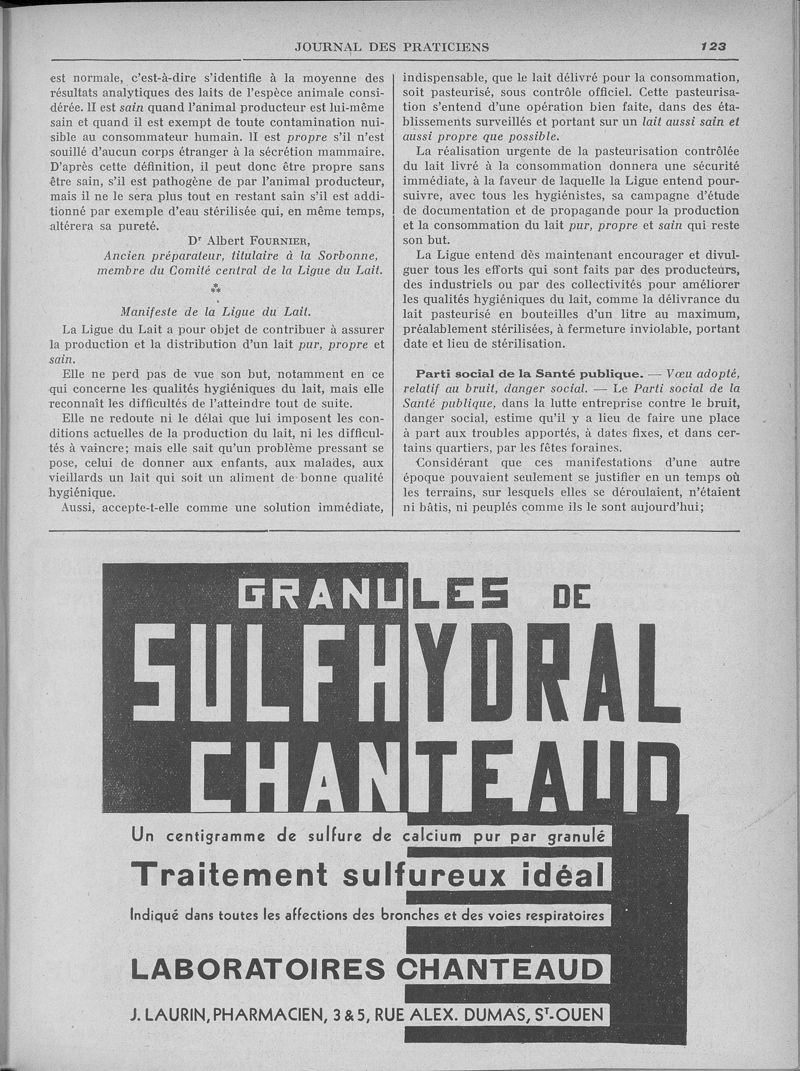 JOURNAL DES PRATICIENS 123
est normale, c'est-à-dire s'identifie à la moyenne des
résultats analytiques des laits de l'espèce animale consi-
dérée. Il est sain quand l'animal producteur est lui-même
sain et quand il est exempt de toute contamination nui-
sible au consommateur humain. Il est propre s'il n'est
souillé d'aucun corps étranger à la sécrétion mammaire.
D'après cette définition, il peut donc être propre sans
être sain, s'il est pathogène de par l'animal producteur,
mais il ne le sera plus tout en restant sain s'il est addi-
tionné par exemple d'eau stérilisée qui, en même temps,
altérera sa pureté.
Dr Albert FOURNIER,
Ancien préparateur, titulaire à la Sorbonne,
membre du Comité central de la Ligue du Lait.
***
Manifeste de la Ligue du Lait.
La Ligue du Lait a pour objet de contribuer à assurer
la production et la distribution d'un lait pur, propre et
sain.
Elle ne perd pas de vue son but, notamment en ce
qui concerne les qualités hygiéniques du lait, mais elle
reconnaît les difficultés de l'atteindre tout de suite.
Elle ne redoute ni le délai que lui imposent les con-
ditions actuelles de la production du lait, ni les difficul-
tés à vaincre; mais elle sait qu'un problème pressant se
pose, celui de donner aux enfants, aux malades, aux
vieillards un lait qui soit un aliment de bonne qualité
hygiénique.
Aussi, accepte-t-elle comme une solution immédiate,
indispensable, que le lait délivré pour la consommation,
soit pasteurisé, sous contrôle officiel. Cette pasteurisa-
tion s'entend d'une opération bien faite, dans des éta-
blissements surveillés et portant sur un lait aussi sain et
aussi propre que possible.
La réalisation urgente de la pasteurisation contrôlée
du lait livré à la consommation donnera une sécurité
immédiate, à la faveur de laquelle la Ligue entend pour-
suivre, avec tous les hygiénistes, sa campagne d'étude
de documentation et de propagande pour la production
et la consommation du lait pur, propre et sain qui reste
son but.
La Ligue entend dès maintenant encourager et divul-
guer tous les efforts qui sont faits par des producteurs,
des industriels ou par des collectivités pour améliorer
les qualités hygiéniques du lait, comme la délivrance du
lait pasteurisé en bouteilles d'un litre au maximum,
préalablement stérilisées, à fermeture inviolable, portant
date et lieu de stérilisation.
Parti social de la Santé publique. — Vœu adopté,
relatif au bruit, danger social. — Le Parti social de la
Santé publique, dans la lutte entreprise contre le bruit,
danger social, estime qu'il y a lieu de faire une place
à part aux troubles apportés, à dates fixes, et dans cer-
tains quartiers, par les fêtes foraines.
Considérant que ces manifestations d'une autre
époque pouvaient seulement se justifier en un temps où
les terrains, sur lesquels elles se déroulaient, n'étaient
ni bâtis, ni peuplés comme ils le sont aujourd'hui;
GRANULES DE
SULFHYDRAL
CHANTEAUD
Un centigramme de sulfure de calcium pur par granulé
Traitement sulfureux idéal
Indiqué dans toutes les affections des bronches et des voies respiratoires
LABORATOIRES CHANTEAUD
J. LAURIN, PHARMACIEN, 3 & 5, RUE ALEX. DUMAS, ST-OUEN